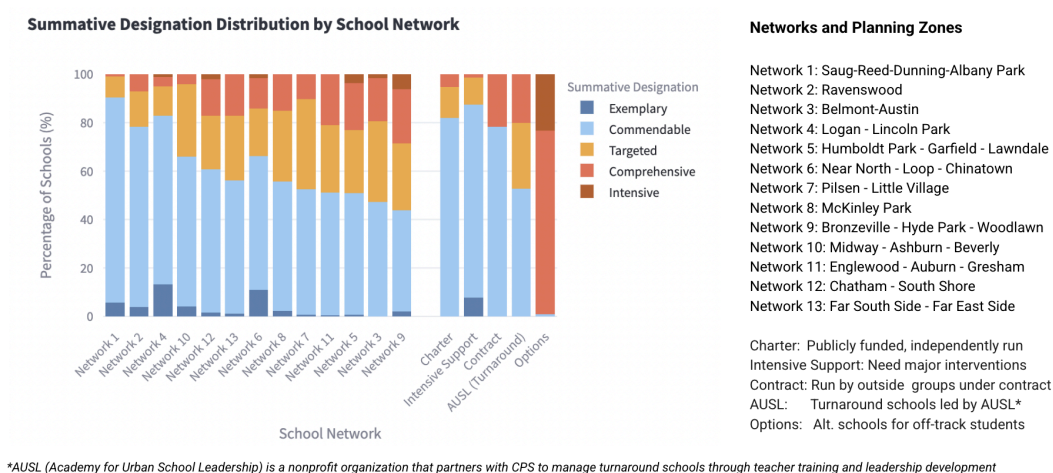 Summative Designation Distribution by School Network
100
80
60
40
20
0
Percentage of Schools (%)
Network 1
Network 2
Network 4
Network 10
Network 12
Network 13
Network 6
Network 8
Network 7
Network 11
Network 5
Network 3
Network 9
Charter
Intensive Support
Contract
AUSL (Turnaround)
Options
School Network
Summative Designation
Exemplary
Commendable
Targeted
Comprehensive
Intensive
Networks and Planning Zones
Network 1: Saug-Reed-Dunning-Albany Park
Network 2: Ravenswood
Network 3: Belmont-Austin
Network 4: Logan - Lincoln Park
Network 5: Humboldt Park - Garfield - Lawndale
Network 6: Near North - Loop - Chinatown
Network 7: Pilsen - Little Village
Network 8: McKinley Park
Network 9: Bronzeville - Hyde Park - Woodlawn
Network 10: Midway - Ashburn - Beverly
Network 11: Englewood - Auburn - Gresham
Network 12: Chatham - South Shore
Network 13: Far South Side - Far East Side
Charter: Publicly funded, independently run
Intensive Support: Need major interventions
Contract: Run by outside groups under contract
AUSL: Turnaround schools led by AUSL*
Options: Alt. schools for off-track students
*AUSL (Academy for Urban School Leadership) is a nonprofit organization that partners with CPS to manage turnaround schools through teacher training and leadership development